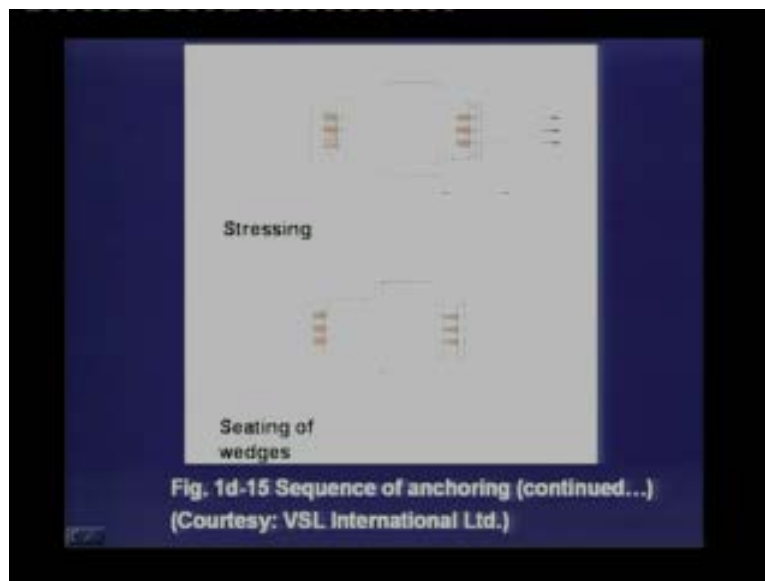 Stressing
Seating of
wedges
Fig. 1d-15 Sequence of anchoring (continued...)
(Courtesy: VSL International Ltd.)